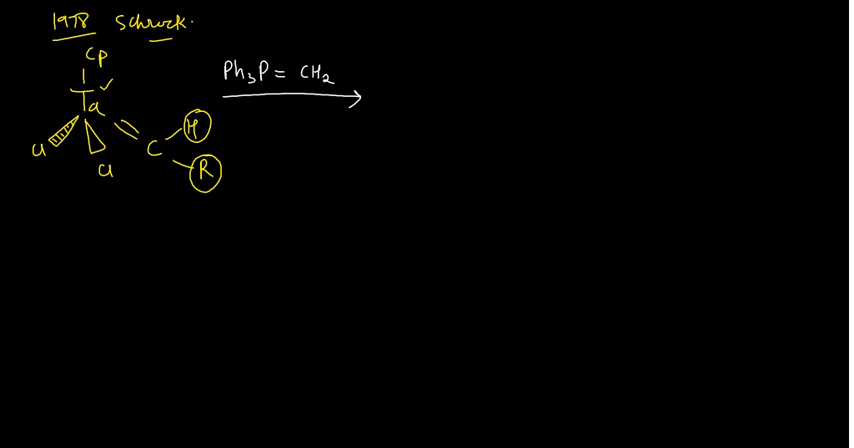 1978 Schrock.
Cp
Ph3P = CH2
Ta
H
Cl
C
Cl
R